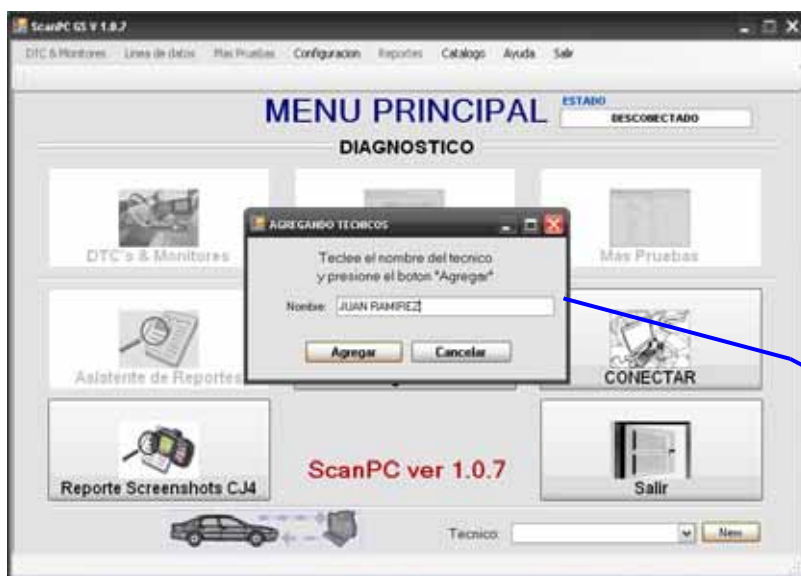 ScanPC GS V 1.0.7
DTC & Monitores Linea de datos Mas Pruebas Configuracion Reportes Catalogo Ayuda Salir
MENU PRINCIPAL
ESTADO
DESCONECTADO
DIAGNOSTICO
AGREGANDO TECNICOS
DTC's & Monitores
Mas Pruebas
Teclee el nombre del tecnico
y presione el boton "Agregar"
Nombre: JUAN RAMIREZ
Agregar Cancelar
Asistente de Reportes
CONECTAR
Reporte Screenshots CJ4
ScanPC ver 1.0.7
Salir
Tecnico
New